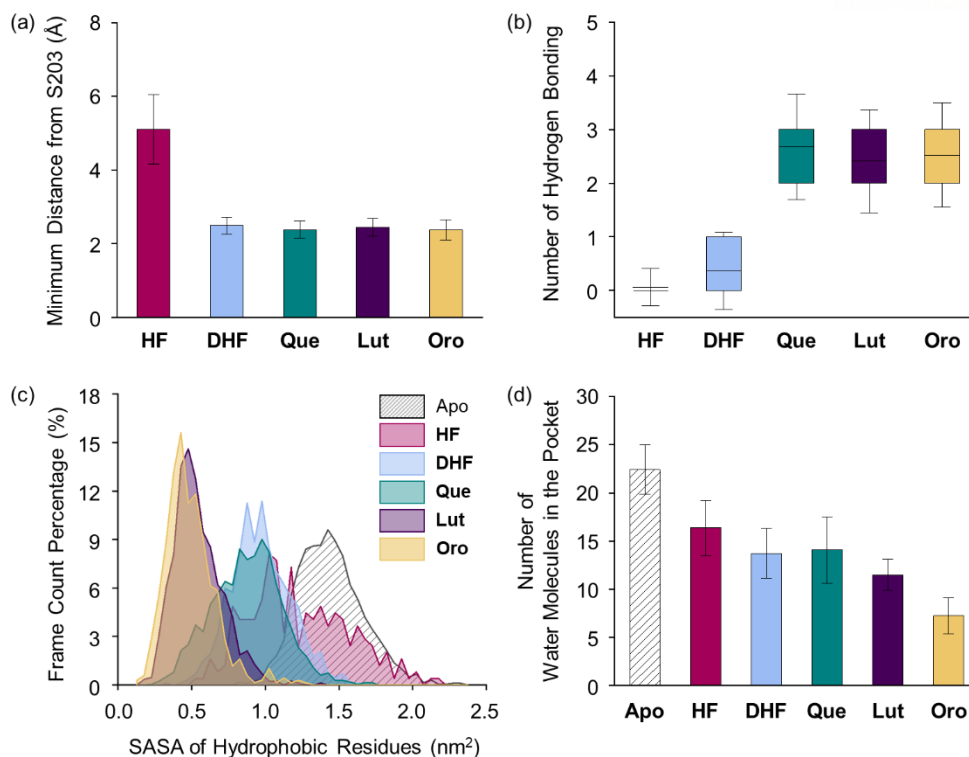 (a)
Minimum Distance from S203 (Å)
8
6
4
2
0
HF DHF Que Lut Oro
(b)
Number of Hydrogen Bonding
5
4
3
2
1
0
HF DHF Que Lut Oro
(c)
Frame Count Percentage (%)
18
15
12
9
6
3
0
0.0 0.5 1.0 1.5 2.0 2.5
SASA of Hydrophobic Residues (nm²)
Apo
HF
DHF
Que
Lut
Oro
(d)
Number of
Water Molecules in the Pocket
30
25
20
15
10
5
0
Apo HF DHF Que Lut Oro